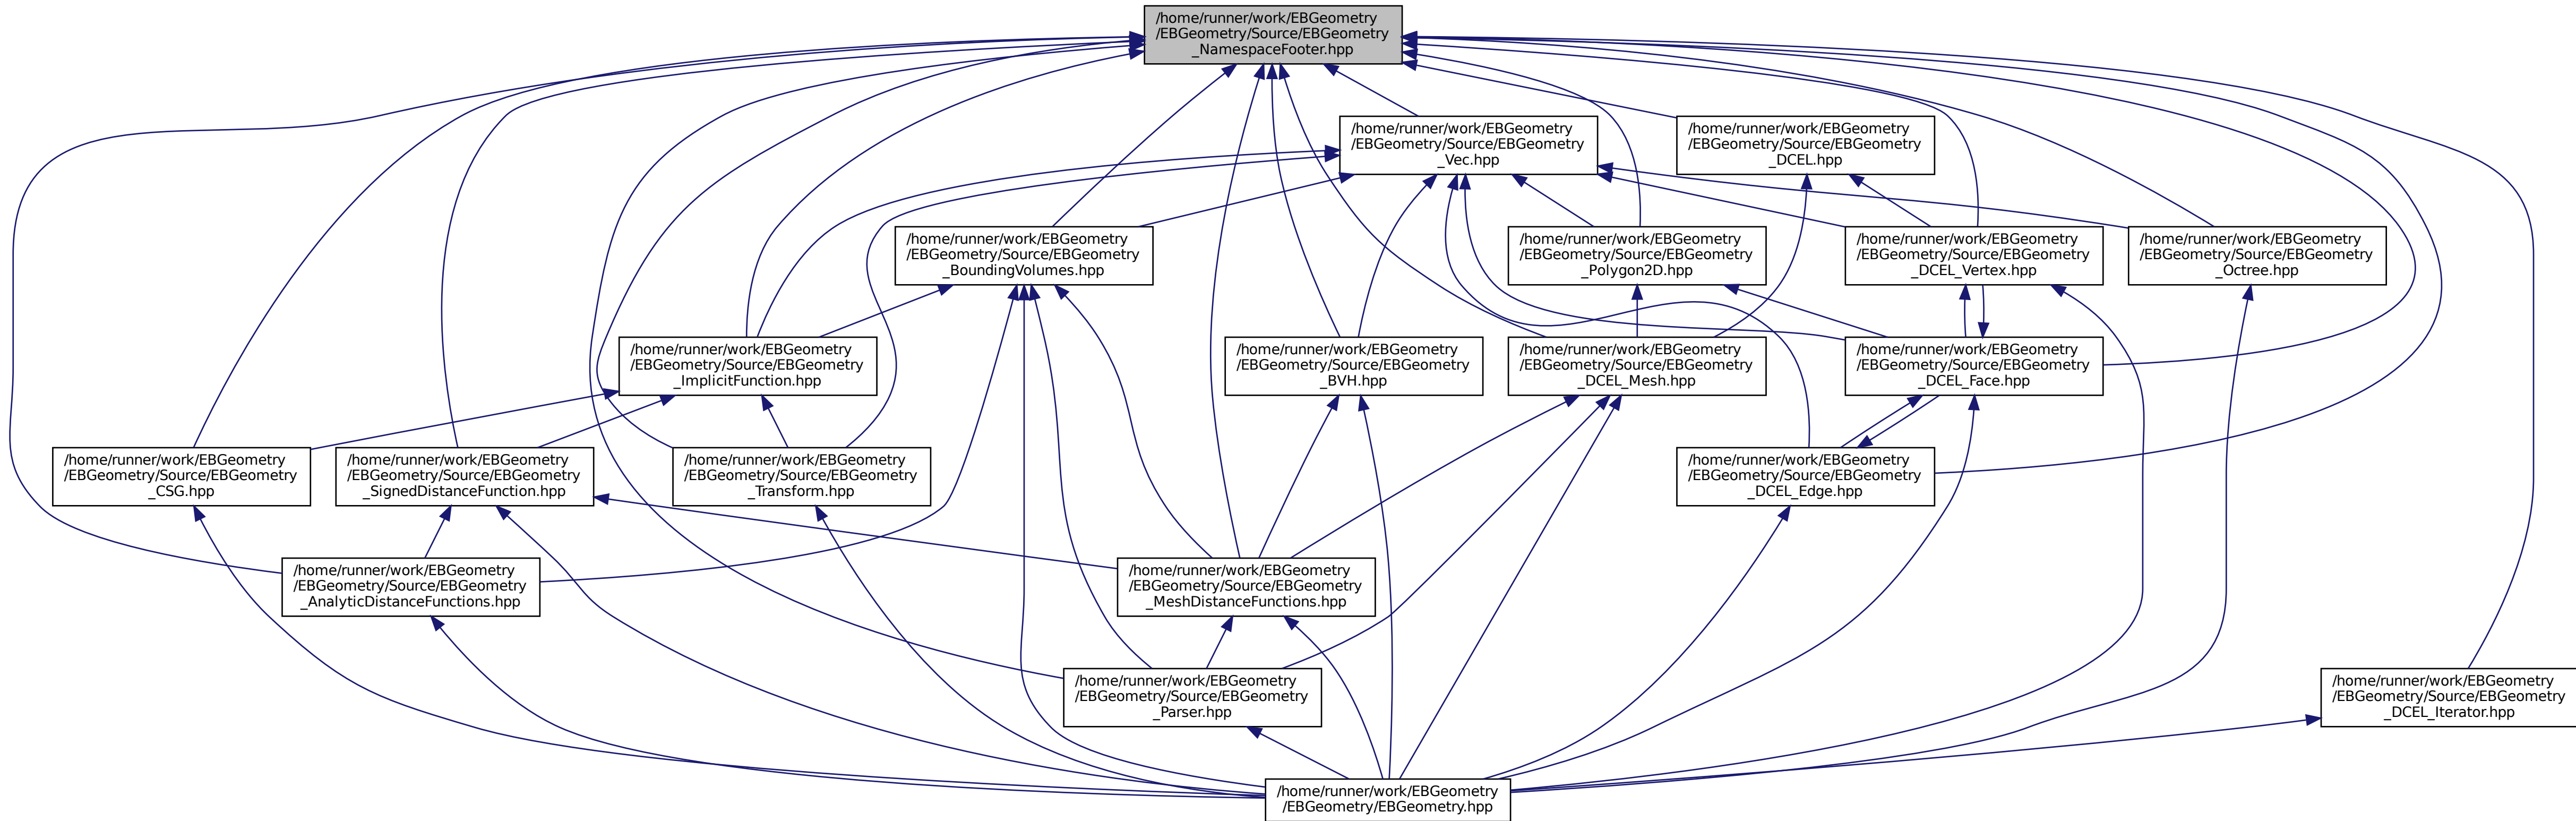 /home/runner/work/EBGeometry
/EBGeometry/Source/EBGeometry
_NamespaceFooter.hpp
/home/runner/work/EBGeometry
/EBGeometry/Source/EBGeometry
_Vec.hpp
/home/runner/work/EBGeometry
/EBGeometry/Source/EBGeometry
_DCEL.hpp
/home/runner/work/EBGeometry
/EBGeometry/Source/EBGeometry
_BoundingVolumes.hpp
/home/runner/work/EBGeometry
/EBGeometry/Source/EBGeometry
_Polygon2D.hpp
/home/runner/work/EBGeometry
/EBGeometry/Source/EBGeometry
_DCEL_Vertex.hpp
/home/runner/work/EBGeometry
/EBGeometry/Source/EBGeometry
_Octree.hpp
/home/runner/work/EBGeometry
/EBGeometry/Source/EBGeometry
_ImplicitFunction.hpp
/home/runner/work/EBGeometry
/EBGeometry/Source/EBGeometry
_BVH.hpp
/home/runner/work/EBGeometry
/EBGeometry/Source/EBGeometry
_DCEL_Mesh.hpp
/home/runner/work/EBGeometry
/EBGeometry/Source/EBGeometry
_DCEL_Face.hpp
/home/runner/work/EBGeometry
/EBGeometry/Source/EBGeometry
_CSG.hpp
/home/runner/work/EBGeometry
/EBGeometry/Source/EBGeometry
_SignedDistanceFunction.hpp
/home/runner/work/EBGeometry
/EBGeometry/Source/EBGeometry
_Transform.hpp
/home/runner/work/EBGeometry
/EBGeometry/Source/EBGeometry
_DCEL_Edge.hpp
/home/runner/work/EBGeometry
/EBGeometry/Source/EBGeometry
_AnalyticDistanceFunctions.hpp
/home/runner/work/EBGeometry
/EBGeometry/Source/EBGeometry
_MeshDistanceFunctions.hpp
/home/runner/work/EBGeometry
/EBGeometry/Source/EBGeometry
_Parser.hpp
/home/runner/work/EBGeometry
/EBGeometry/Source/EBGeometry
_DCEL_Iterator.hpp
/home/runner/work/EBGeometry
/EBGeometry/EBGeometry.hpp